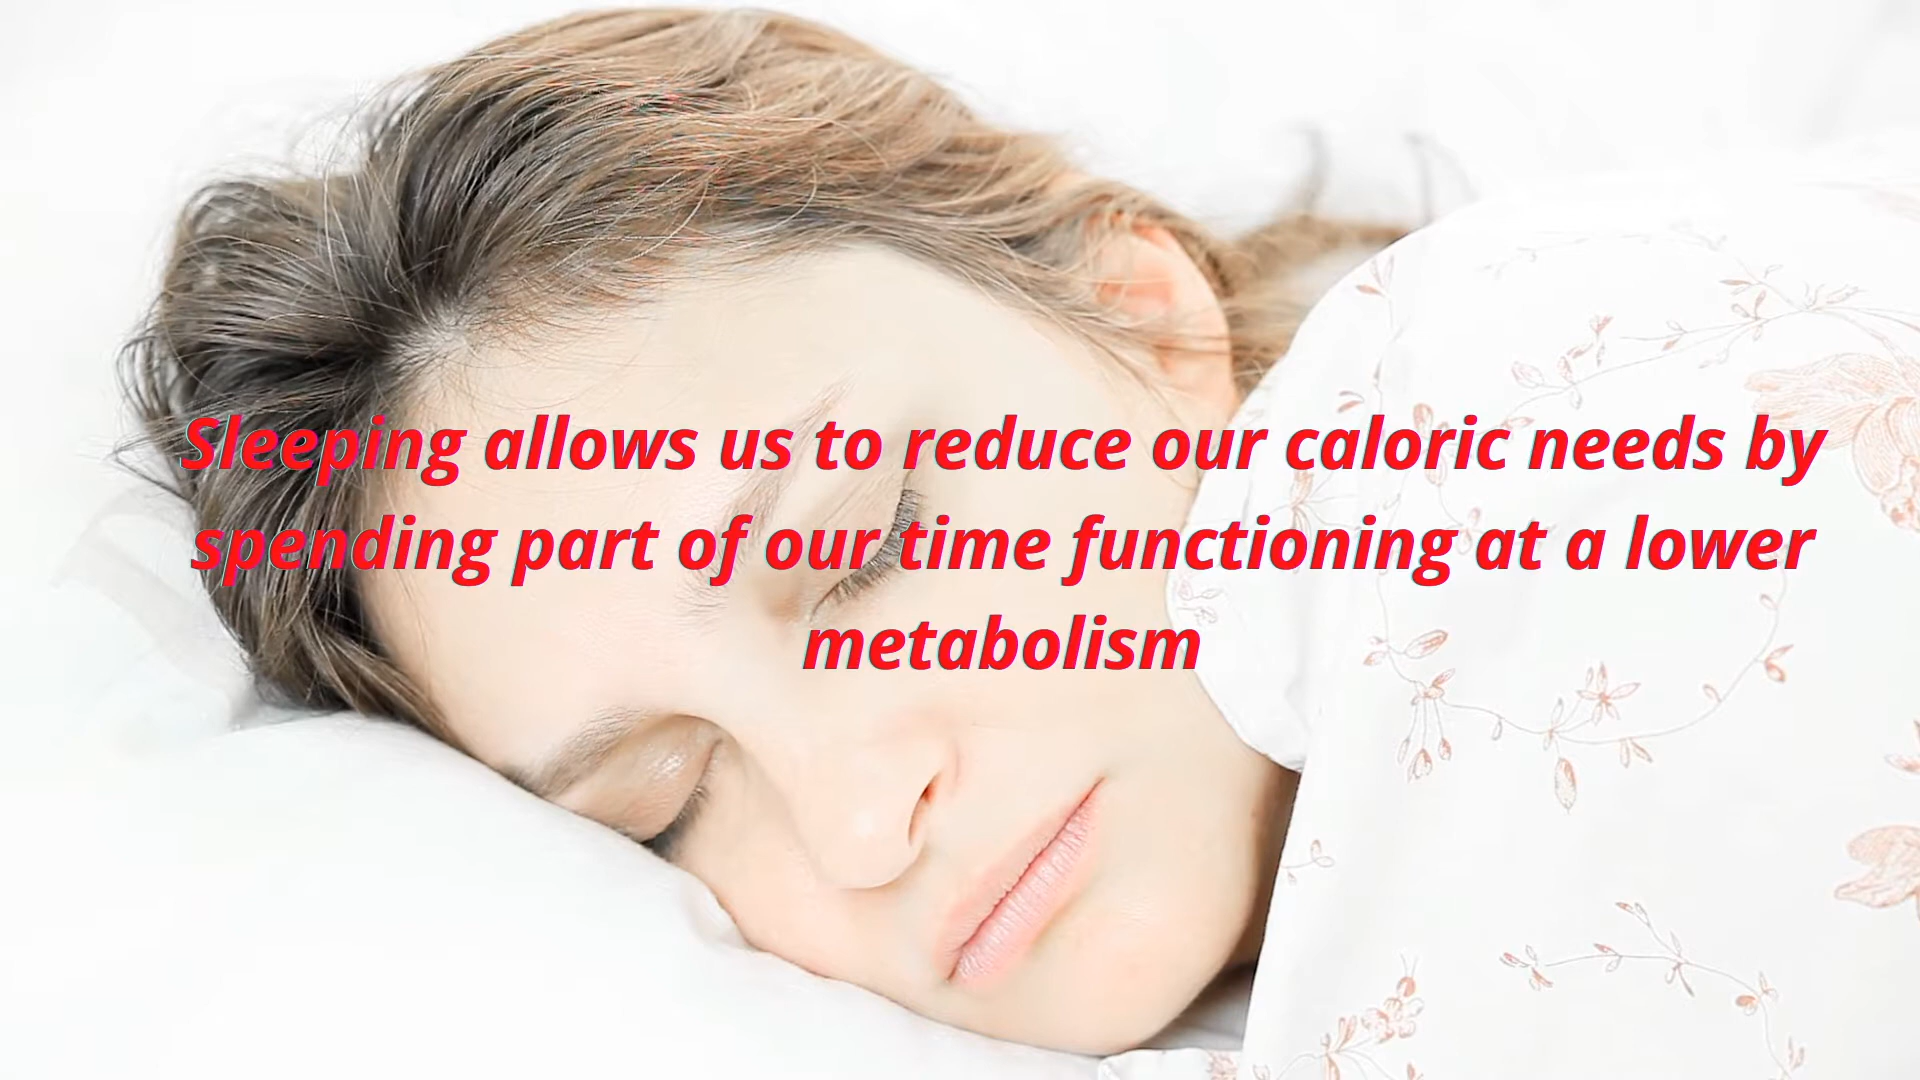 Sleeping allows us to reduce our caloric needs by
spending part of our time functioning at a lower
metabolism